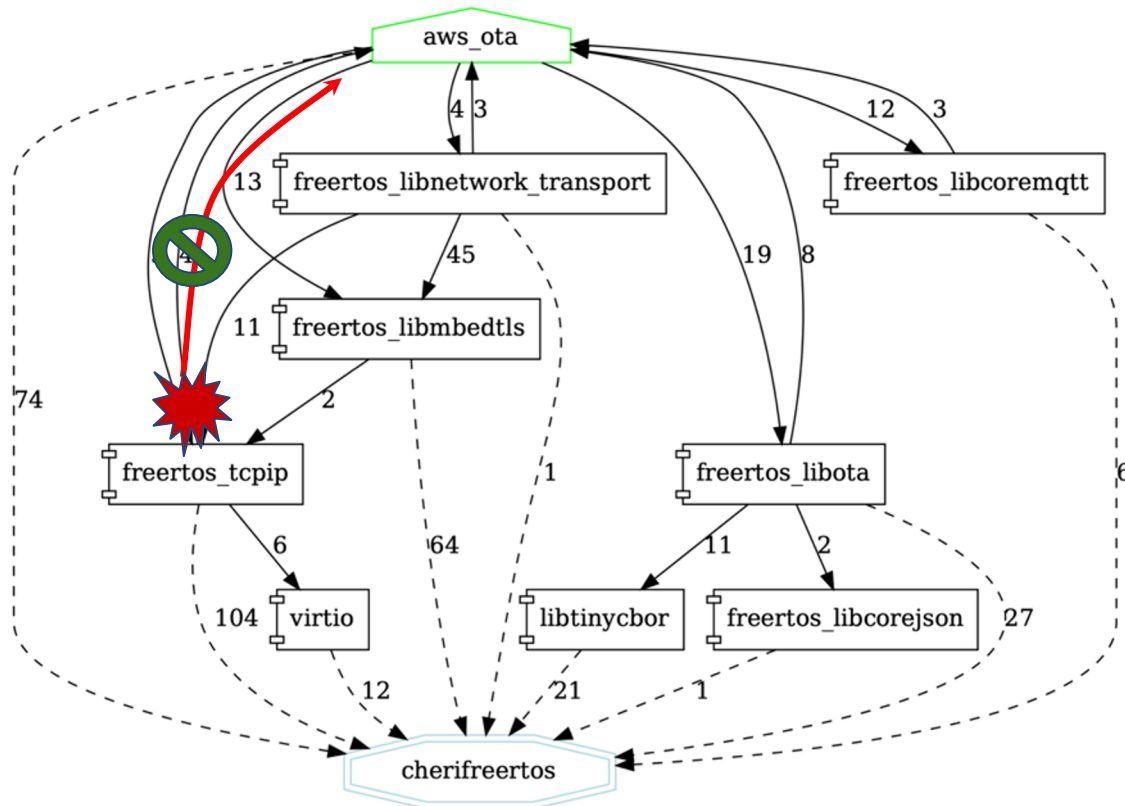 aws_ota
4
3
12
3
freertos_libnetwork_transport
freertos_libcoremqtt
13
4
45
19
8
11
freertos_libmbedtls
74
2
1
6
freertos_tcpip
freertos_libota
6
64
11
2
104
virtio
libtinycbor
freertos_libcorejson
27
12
21
1
cherifreertos